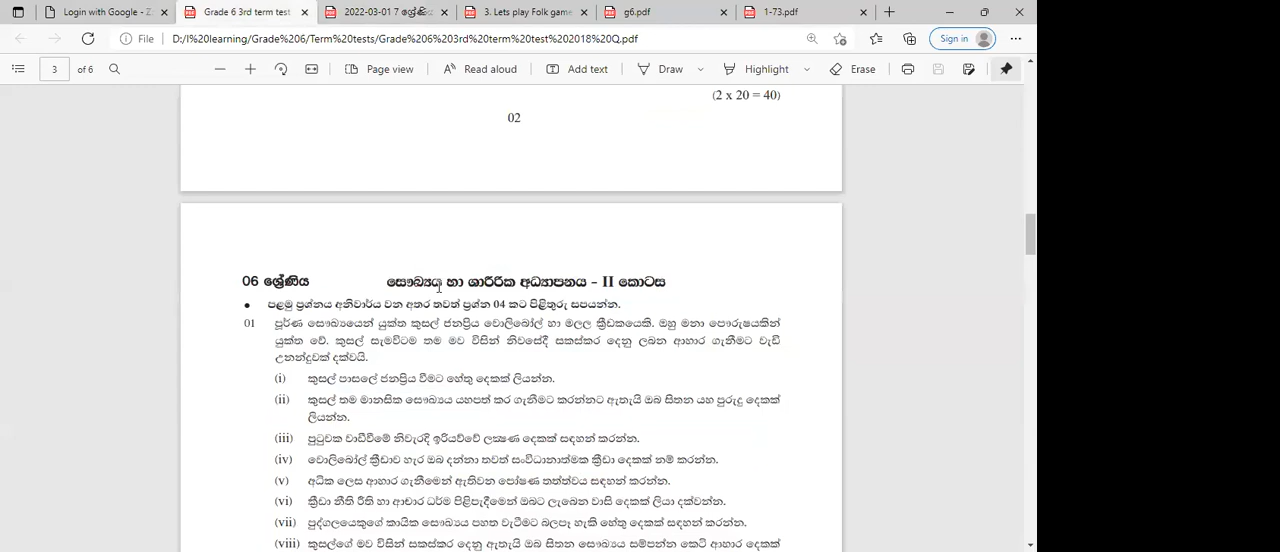 Login with Google - Z
Grade 6 3rd term test
2022-03-01 7 ශ්‍රේණිය
3. Lets play Folk game
g6.pdf
1-73.pdf
File
D:/I%20learning/Grade%206/Term%20tests/Grade%206%203rd%20term%20test%202018%20Q.pdf
Sign in
3 of 6
Page view
Read aloud
Add text
Draw
Highlight
Erase
(2 x 20 = 40)
02
06 ශ්‍රේණිය සෞඛ්‍යය හා ශාරීරික අධ්‍යාපනය - II කොටස
• පළමු ප්‍රශ්නය අනිවාර්ය වන අතර තවත් ප්‍රශ්න 04 කට පිළිතුරු සපයන්න.
01 පූර්ණ සෞඛ්‍යයෙන් යුක්ත කුසල් ජනප්‍රිය වොලිබෝල් හා මලල ක්‍රීඩකයෙකි. ඔහු මනා පෞරුෂයකින්
යුක්ත වේ. කුසල් සැමවිටම තම මව විසින් නිවසේදී සකස්කර දෙනු ලබන ආහාර ගැනීමට වැඩි
උනන්දුවක් දක්වයි.
(i) කුසල් පාසලේ ජනප්‍රිය වීමට හේතු දෙකක් ලියන්න.
(ii) කුසල් තම මානසික සෞඛ්‍යය යහපත් කර ගැනීමට කරන්නට ඇතැයි ඔබ සිතන යහ පුරුදු දෙකක්
ලියන්න.
(iii) පුටුවක වාඩිවීමේ නිවැරදි ඉරියව්වේ ලක්‍ෂණ දෙකක් සඳහන් කරන්න.
(iv) වොලිබෝල් ක්‍රීඩාව හැර ඔබ දන්නා තවත් සංවිධානාත්මක ක්‍රීඩා දෙකක් නම් කරන්න.
(v) අධික ලෙස ආහාර ගැනීමෙන් ඇතිවන පෝෂණ තත්ත්වය සඳහන් කරන්න.
(vi) ක්‍රීඩා නීති රීති හා ආචාර ධර්ම පිළිපැදීමෙන් ඔබට ලැබෙන වාසි දෙකක් ලියා දක්වන්න.
(vii) පුද්ගලයෙකුගේ කායික සෞඛ්‍යය පහත වැටීමට බලපෑ හැකි හේතු දෙකක් සඳහන් කරන්න.
(viii) කුසල්ගේ මව විසින් සකස්කර දෙනු ඇතැයි ඔබ සිතන සෞඛ්‍යය සම්පන්න කෙටි ආහාර දෙකක්